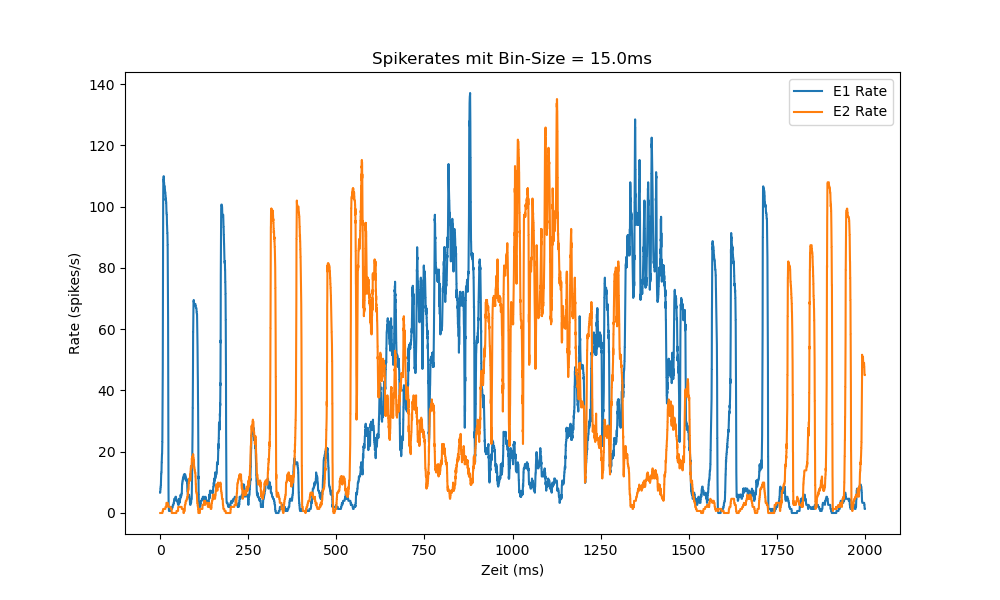 Spikerates mit Bin-Size = 15.0ms
E1 Rate
E2 Rate
Rate (spikes/s)
140
120
100
80
60
40
20
0
0 250 500 750 1000 1250 1500 1750 2000
Zeit (ms)